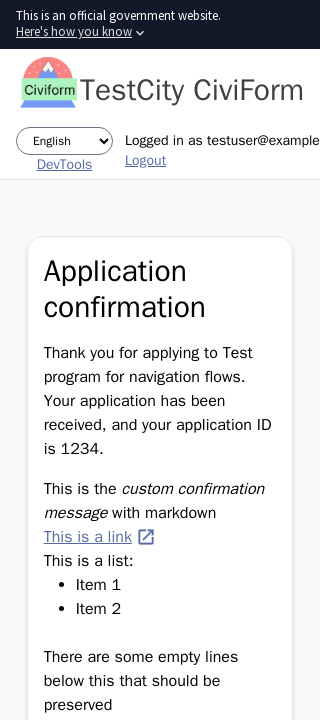 This is an official government website.
Here's how you know
Civiform
TestCity CiviForm
English
Logged in as testuser@example
DevTools
Logout
Application
confirmation
Thank you for applying to Test
program for navigation flows.
Your application has been
received, and your application ID
is 1234.
This is the custom confirmation
message with markdown
This is a link
This is a list:
• Item 1
• Item 2
There are some empty lines
below this that should be
preserved